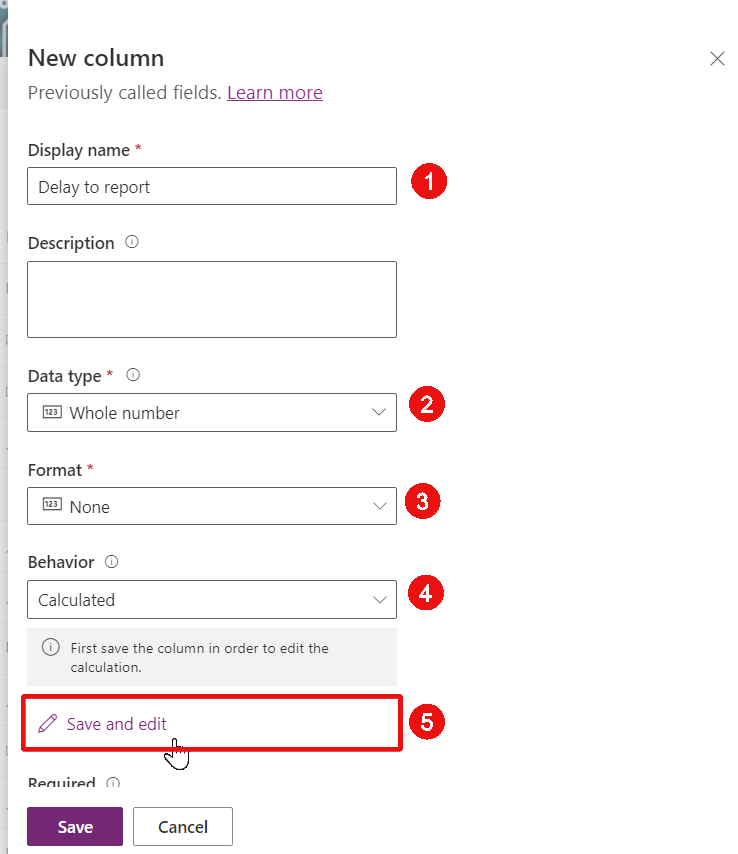 New column
Previously called fields. Learn more
Display name *
Delay to report
1
Description
Data type *
2
123 Whole number
Format *
3
123 None
Behavior
4
Calculated
First save the column in order to edit the
calculation.
Save and edit
5
Required
Save Cancel